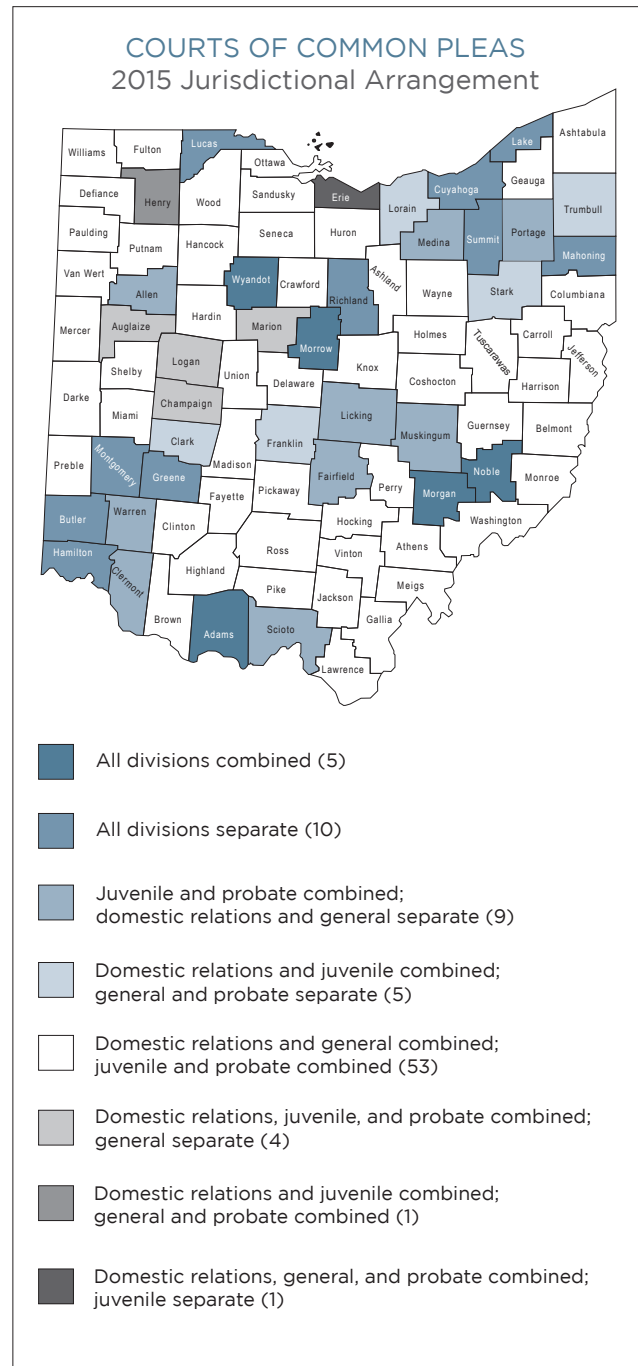 COURTS OF COMMON PLEAS
2015 Jurisdictional Arrangement
Williams
Fulton
Lucas
Ottawa
Lake
Ashtabula
Geauga
Defiance
Henry
Wood
Sandusky
Erie
Lorain
Cuyahoga
Trumbull
Paulding
Putnam
Hancock
Seneca
Huron
Medina
Summit
Portage
Mahoning
Van Wert
Allen
Wyandot
Crawford
Richland
Ashland
Wayne
Stark
Columbiana
Mercer
Auglaize
Hardin
Marion
Morrow
Holmes
Tuscarawas
Carroll
Jefferson
Shelby
Logan
Union
Delaware
Knox
Coshocton
Harrison
Darke
Miami
Champaign
Licking
Muskingum
Guernsey
Belmont
Clark
Franklin
Preble
Montgomery
Greene
Madison
Fairfield
Perry
Morgan
Noble
Monroe
Fayette
Pickaway
Washington
Butler
Warren
Clinton
Hocking
Athens
Hamilton
Clermont
Highland
Ross
Vinton
Meigs
Brown
Adams
Pike
Jackson
Gallia
Scioto
Lawrence
All divisions combined (5)
All divisions separate (10)
Juvenile and probate combined;
domestic relations and general separate (9)
Domestic relations and juvenile combined;
general and probate separate (5)
Domestic relations and general combined;
juvenile and probate combined (53)
Domestic relations, juvenile, and probate combined;
general separate (4)
Domestic relations and juvenile combined;
general and probate combined (1)
Domestic relations, general, and probate combined;
juvenile separate (1)